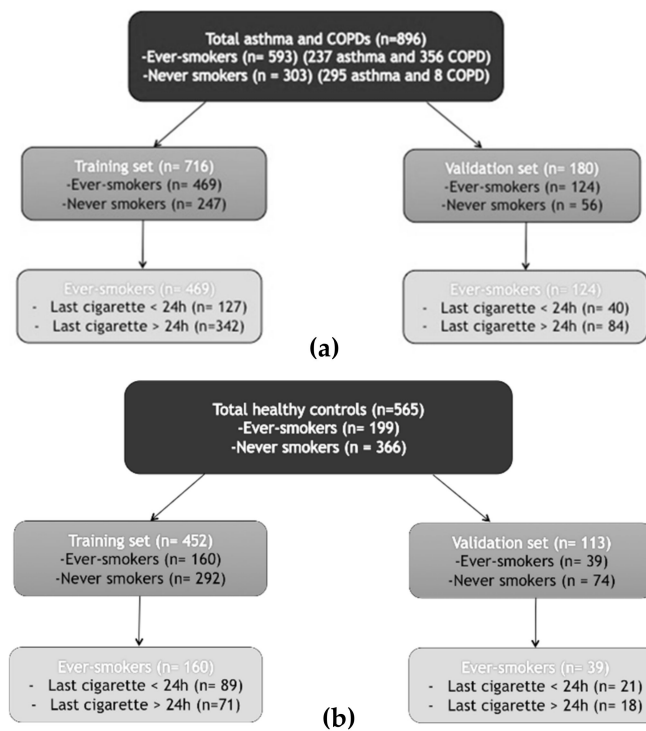 Total asthma and COPDs (n=896)
-Ever-smokers (n= 593) (237 asthma and 356 COPD)
-Never smokers (n = 303) (295 asthma and 8 COPD)
Training set (n= 716)
-Ever-smokers (n= 469)
-Never smokers (n= 247)
Validation set (n= 180)
-Ever-smokers (n= 124)
-Never smokers (n= 56)
Ever-smokers (n= 469)
- Last cigarette < 24h (n= 127)
- Last cigarette > 24h (n=342)
Ever-smokers (n= 124)
- Last cigarette < 24h (n= 40)
- Last cigarette > 24h (n= 84)
(a)
Total healthy controls (n=565)
-Ever-smokers (n= 199)
-Never smokers (n = 366)
Training set (n= 452)
-Ever-smokers (n= 160)
-Never smokers (n= 292)
Validation set (n= 113)
-Ever-smokers (n= 39)
-Never smokers (n = 74)
Ever-smokers (n= 160)
- Last cigarette < 24h (n= 89)
- Last cigarette > 24h (n=71)
Ever-smokers (n= 39)
- Last cigarette < 24h (n= 21)
- Last cigarette > 24h (n= 18)
(b)